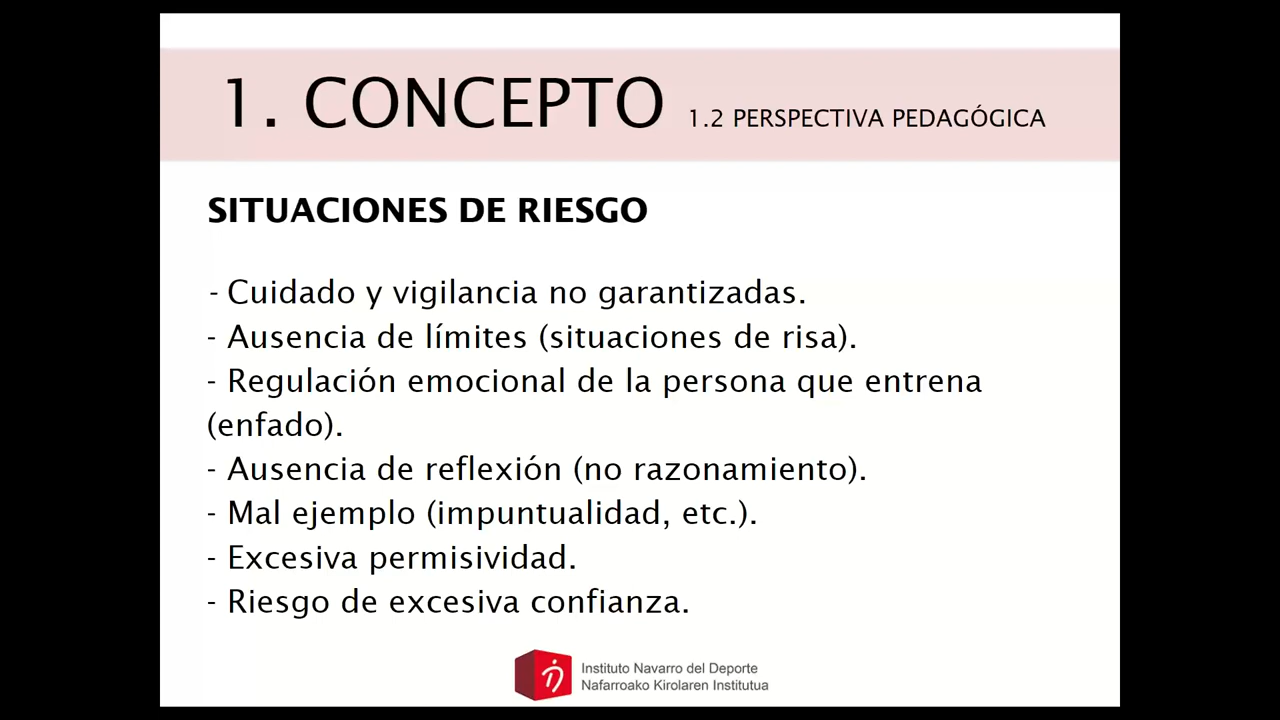 1. CONCEPTO 1.2 PERSPECTIVA PEDAGÓGICA
SITUACIONES DE RIESGO
- Cuidado y vigilancia no garantizadas.
- Ausencia de límites (situaciones de risa).
- Regulación emocional de la persona que entrena
(enfado).
- Ausencia de reflexión (no razonamiento).
- Mal ejemplo (impuntualidad, etc.).
- Excesiva permisividad.
- Riesgo de excesiva confianza.
Instituto Navarro del Deporte
Nafarroako Kirolaren Institutua